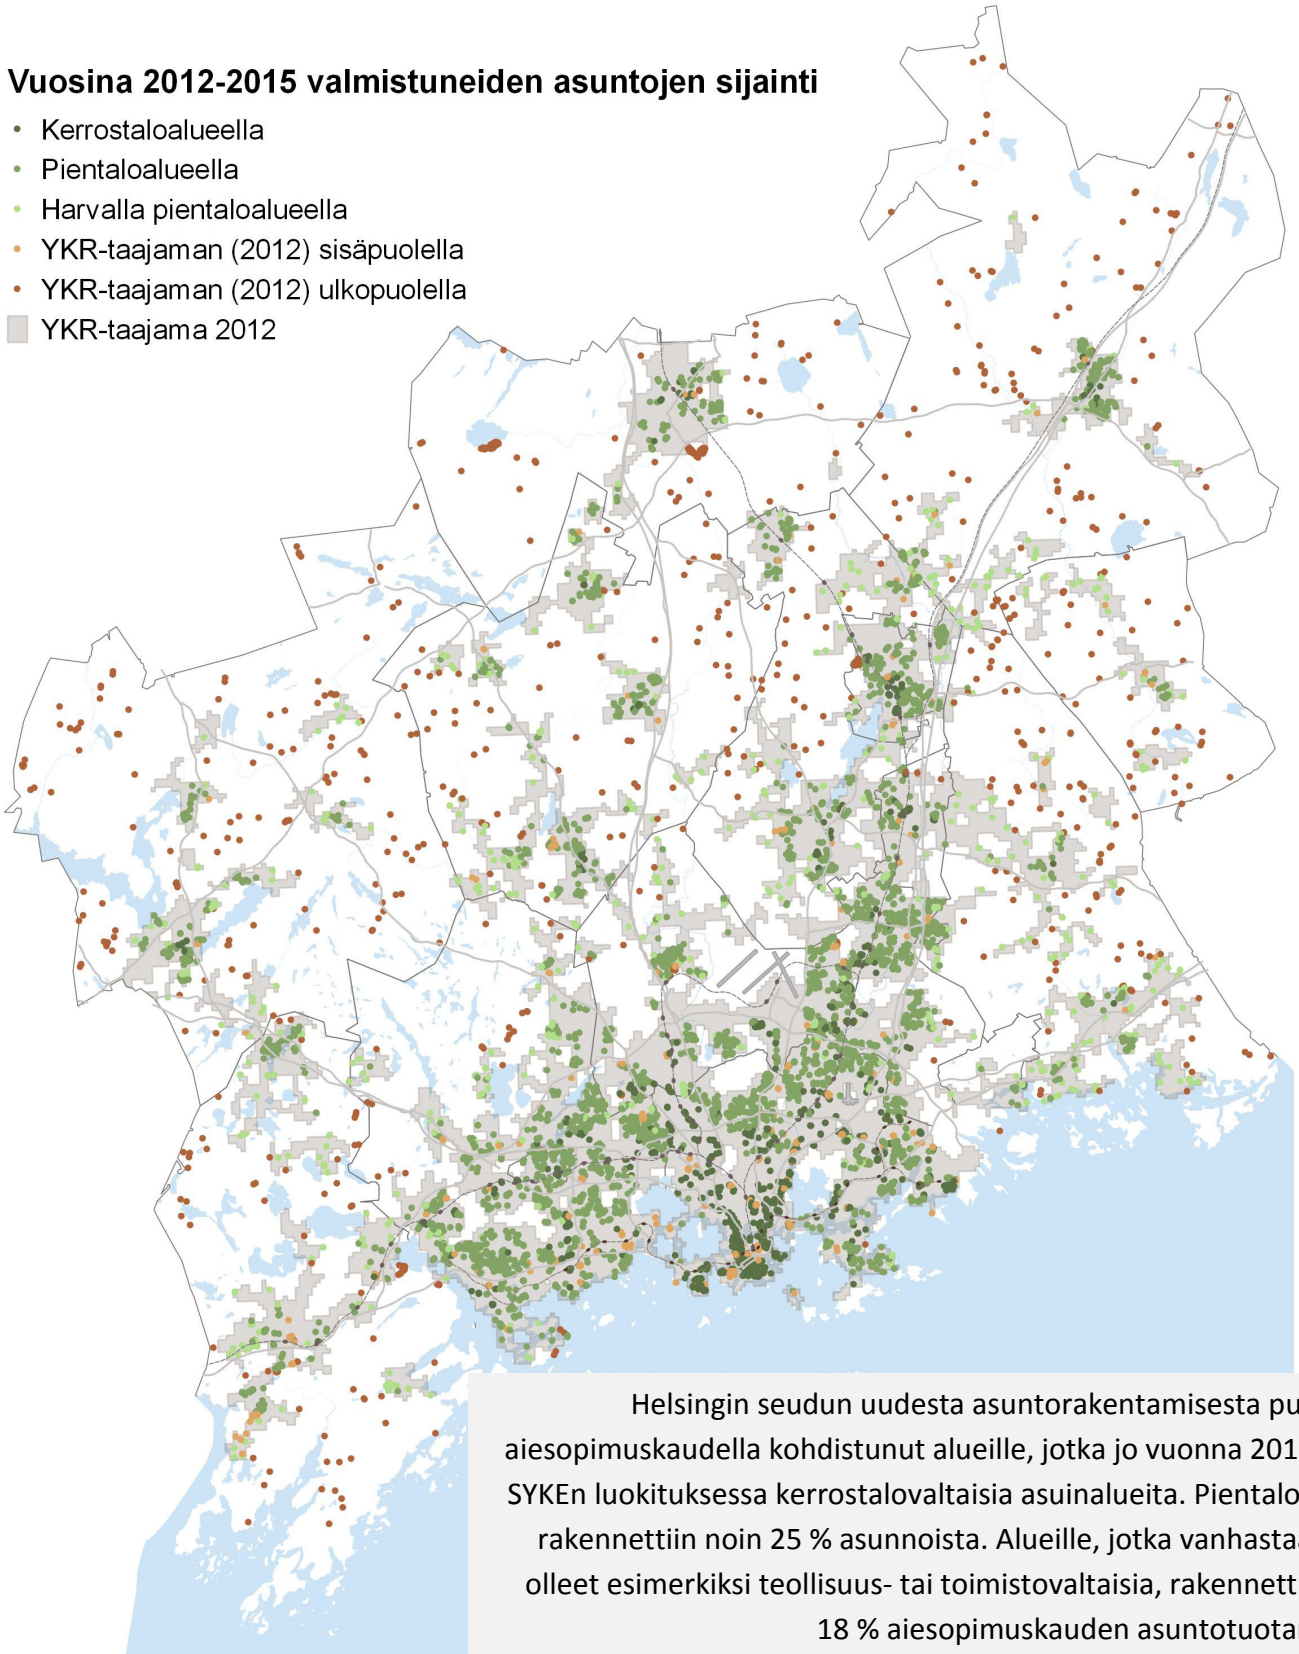 Vuosina 2012-2015 valmistuneiden asuntojen sijainti
Kerrostaloalueella
Pientaloalueella
Harvalla pientaloalueella
YKR-taajaman (2012) sisäpuolella
YKR-taajaman (2012) ulkopuolella
YKR-taajama 2012
Helsingin seudun uudesta asuntorakentamisesta pu
aiesopimuskaudella kohdistunut alueille, jotka jo vuonna 201
SYKEn luokituksessa kerrostalovaltaisia asuinalueita. Pientalo
rakennettiin noin 25 % asunnoista. Alueille, jotka vanhasta
olleet esimerkiksi teollisuus- tai toimistovaltaisia, rakennett
18 % aiesopimuskauden asuntotuota